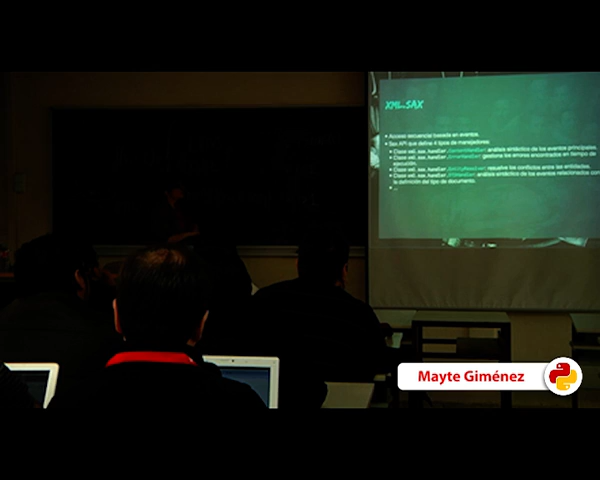 XML.SAX
• Acceso secuencial basada en eventos.
• Sax API que define 4 tipos de manejadores:
• Clase xml.sax.handler.ContentHandler análisis sintáctico de los eventos principales.
• Clase xml.sax.handler.ErrorHandler gestiona los errores encontrados en tiempo de
ejecución.
• Clase xml.sax.handler.EntityResolver resuelve los conflictos entre las entidades.
• Clase xml.sax.handler.DTDHandler análisis sintáctico de los eventos relacionados con
la definición del tipo de documento.
• ...
Mayte Giménez